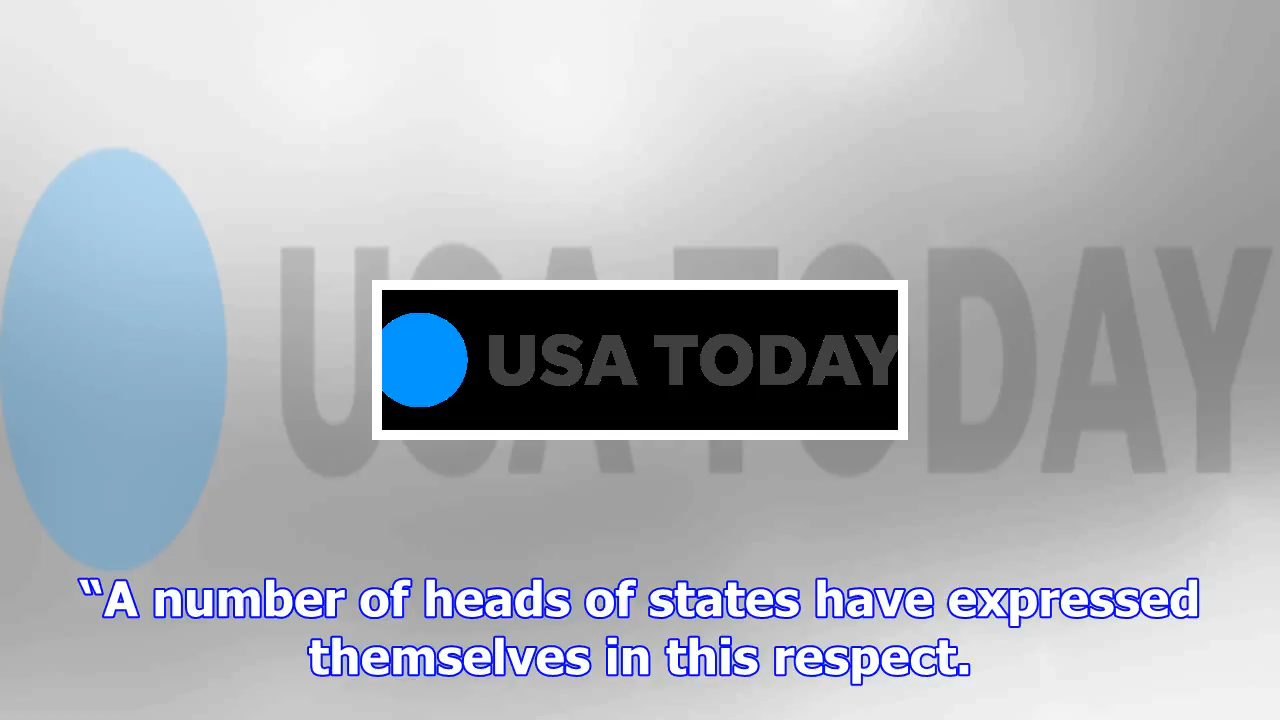 USA TODAY
USA TODAY
“A number of heads of states have expressed
themselves in this respect.